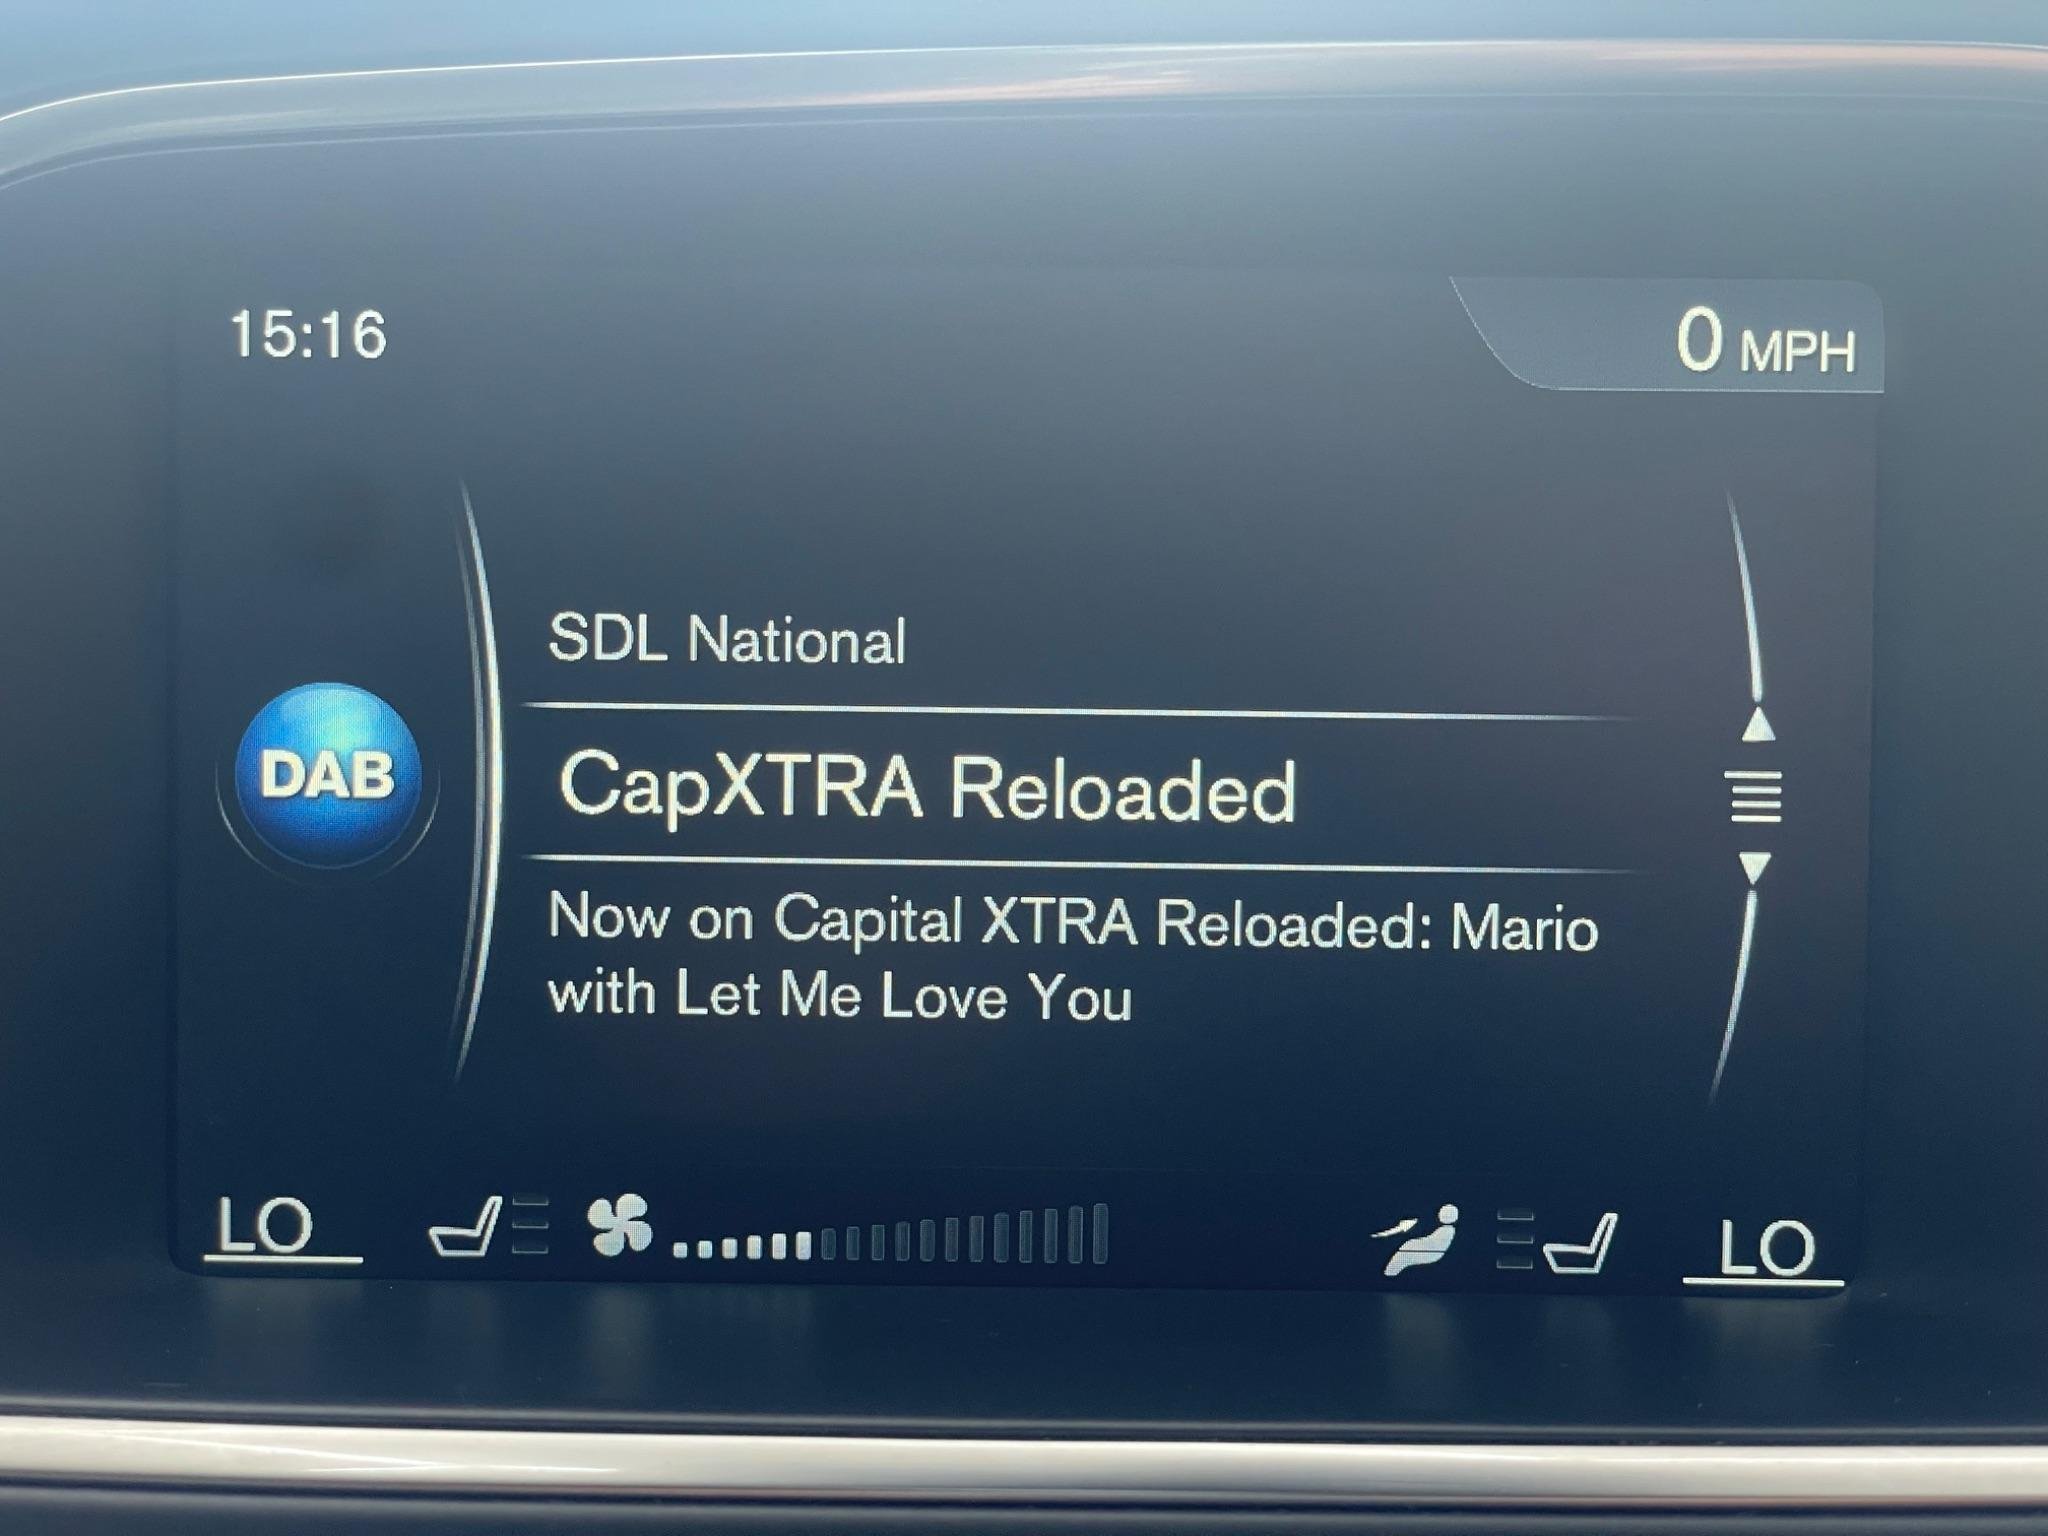 15:16
0 MPH
SDL National
DAB
CapXTRA Reloaded
Now on Capital XTRA Reloaded: Mario
with Let Me Love You
LO
LO